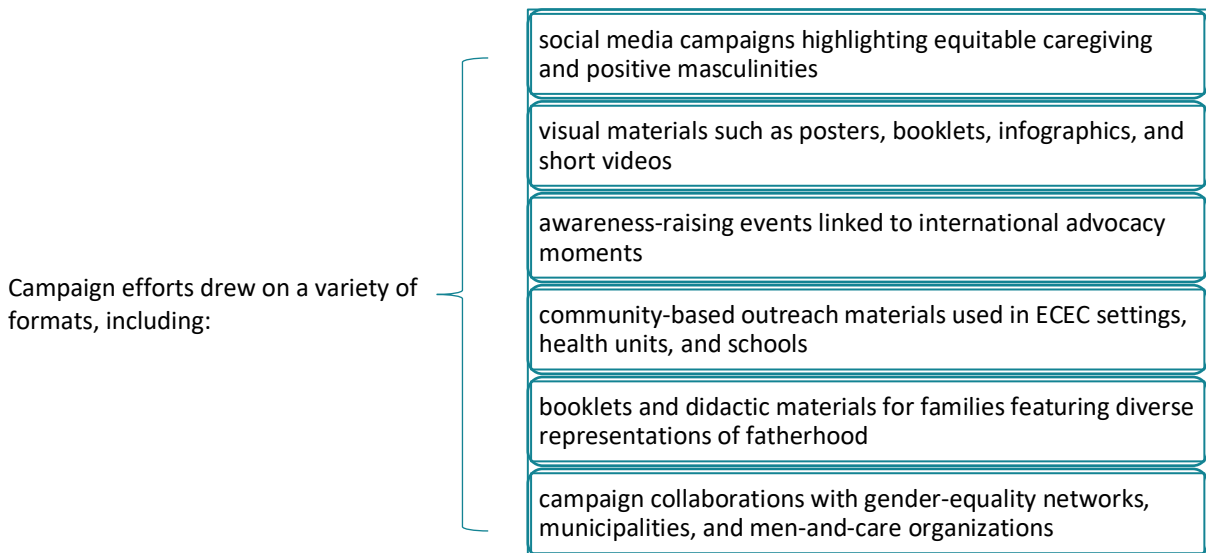 Campaign efforts drew on a variety of
formats, including:
social media campaigns highlighting equitable caregiving
and positive masculinities
visual materials such as posters, booklets, infographics, and
short videos
awareness-raising events linked to international advocacy
moments
community-based outreach materials used in ECEC settings,
health units, and schools
booklets and didactic materials for families featuring diverse
representations of fatherhood
campaign collaborations with gender-equality networks,
municipalities, and men-and-care organizations